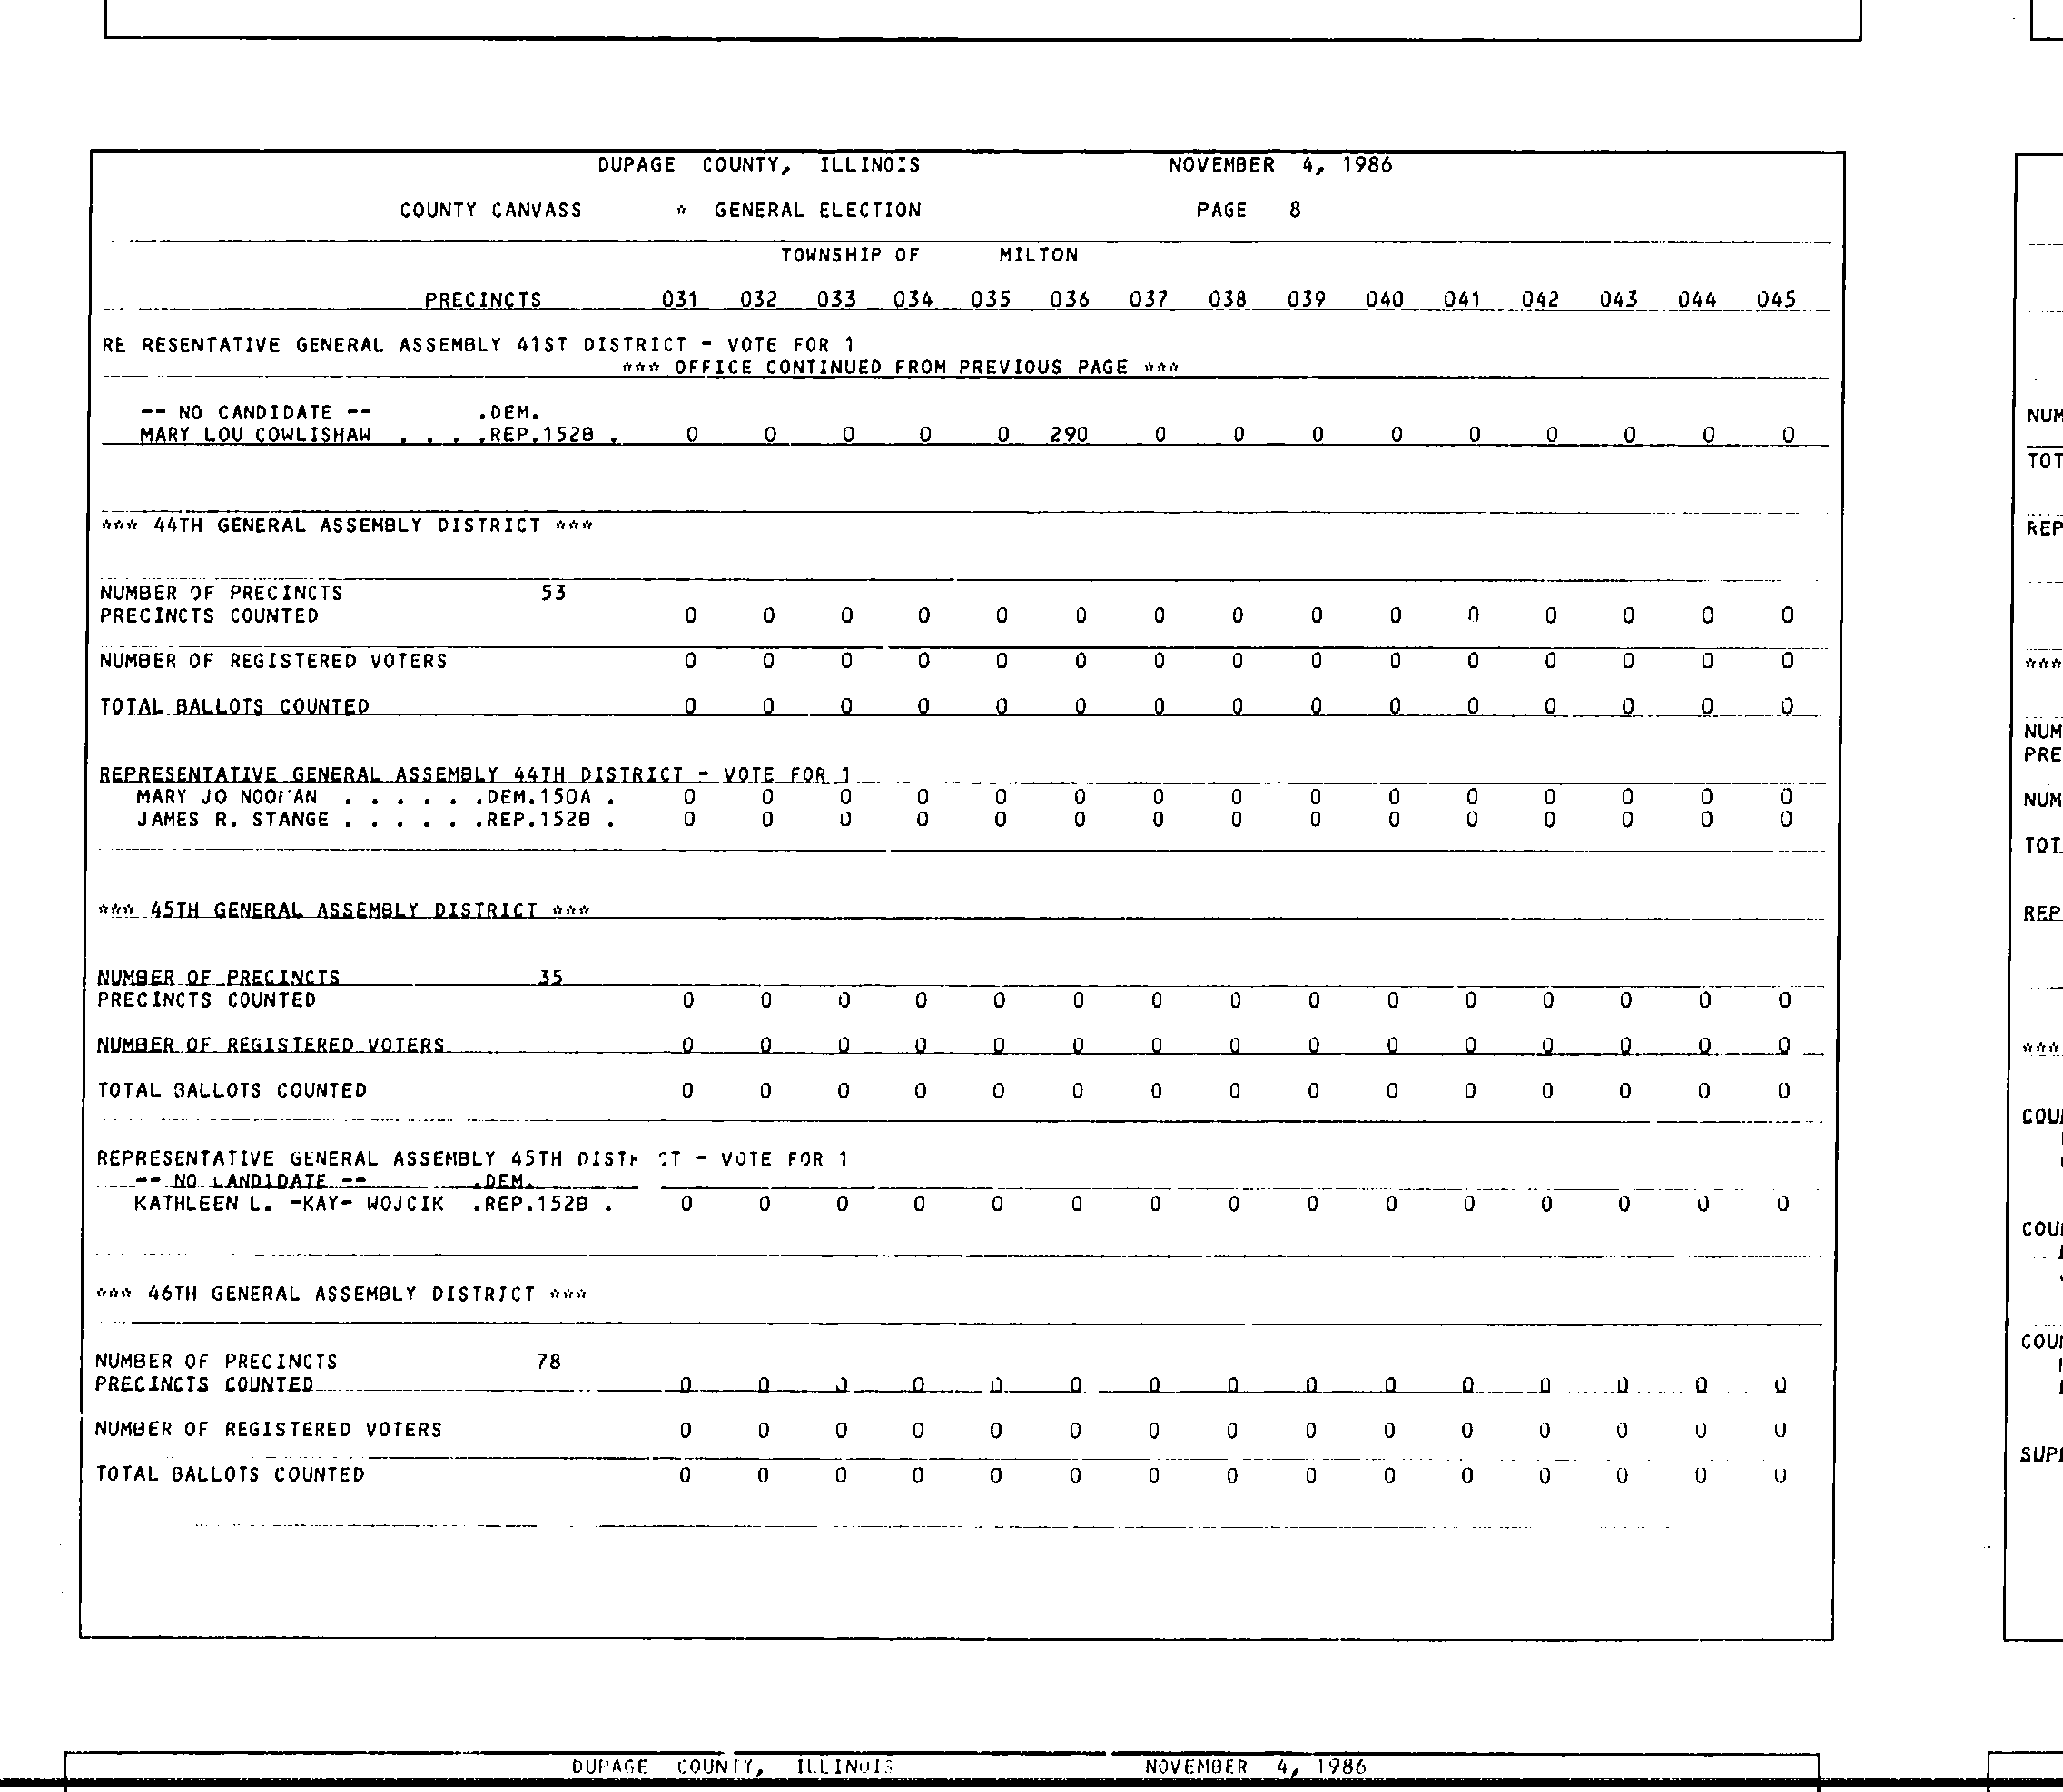 DUPAGE COUNTY, ILLINOIS NOVEMBER 4, 1986
COUNTY CANVASS * GENERAL ELECTION PAGE 8
TOWNSHIP OF MILTON
PRECINCTS 031 032 033 034 035 036 037 038 039 040 041 042 043 044 045
RE RESENTATIVE GENERAL ASSEMBLY 41ST DISTRICT - VOTE FOR 1
*** OFFICE CONTINUED FROM PREVIOUS PAGE ***
-- NO CANDIDATE -- .DEM.
MARY LOU COWLISHAW . . . .REP.152B . 0 0 0 0 0 290 0 0 0 0 0 0 0 0 0
*** 44TH GENERAL ASSEMBLY DISTRICT ***
NUMBER OF PRECINCTS 53
PRECINCTS COUNTED 0 0 0 0 0 0 0 0 0 0 0 0 0 0 0
NUMBER OF REGISTERED VOTERS 0 0 0 0 0 0 0 0 0 0 0 0 0 0 0
TOTAL BALLOTS COUNTED 0 0 0 0 0 0 0 0 0 0 0 0 0 0 0
REPRESENTATIVE GENERAL ASSEMBLY 44TH DISTRICT - VOTE FOR 1
MARY JO . . . . . .DEM.150A . 0 0 0 0 0 0 0 0 0 0 0 0 0 0 0
JAMES R. STANGE . . . . . .REP.152B . 0 0 0 0 0 0 0 0 0 0 0 0 0 0 0
*** 45TH GENERAL ASSEMBLY DISTRICT ***
NUMBER OF PRECINCTS 35
PRECINCTS COUNTED 0 0 0 0 0 0 0 0 0 0 0 0 0 0 0
NUMBER OF REGISTERED VOTERS 0 0 0 0 0 0 0 0 0 0 0 0 0 0 0
TOTAL BALLOTS COUNTED 0 0 0 0 0 0 0 0 0 0 0 0 0 0 0
REPRESENTATIVE GENERAL ASSEMBLY 45TH DISTRICT - VOTE FOR 1
-- NO CANDIDATE -- .DEM.
KATHLEEN L. -KAY- WOJCIK .REP.152B . 0 0 0 0 0 0 0 0 0 0 0 0 0 0 0
*** 46TH GENERAL ASSEMBLY DISTRICT ***
NUMBER OF PRECINCTS 78
PRECINCTS COUNTED 0 0 0 0 0 0 0 0 0 0 0 0 0 0 0
NUMBER OF REGISTERED VOTERS 0 0 0 0 0 0 0 0 0 0 0 0 0 0 0
TOTAL BALLOTS COUNTED 0 0 0 0 0 0 0 0 0 0 0 0 0 0 0
DUPAGE COUNTY, ILLINOIS NOVEMBER 4, 1986
NUM
TOT
REP
***
NUM
PRE
NUM
TOT
REP
***
COU
COU
COU
SUP